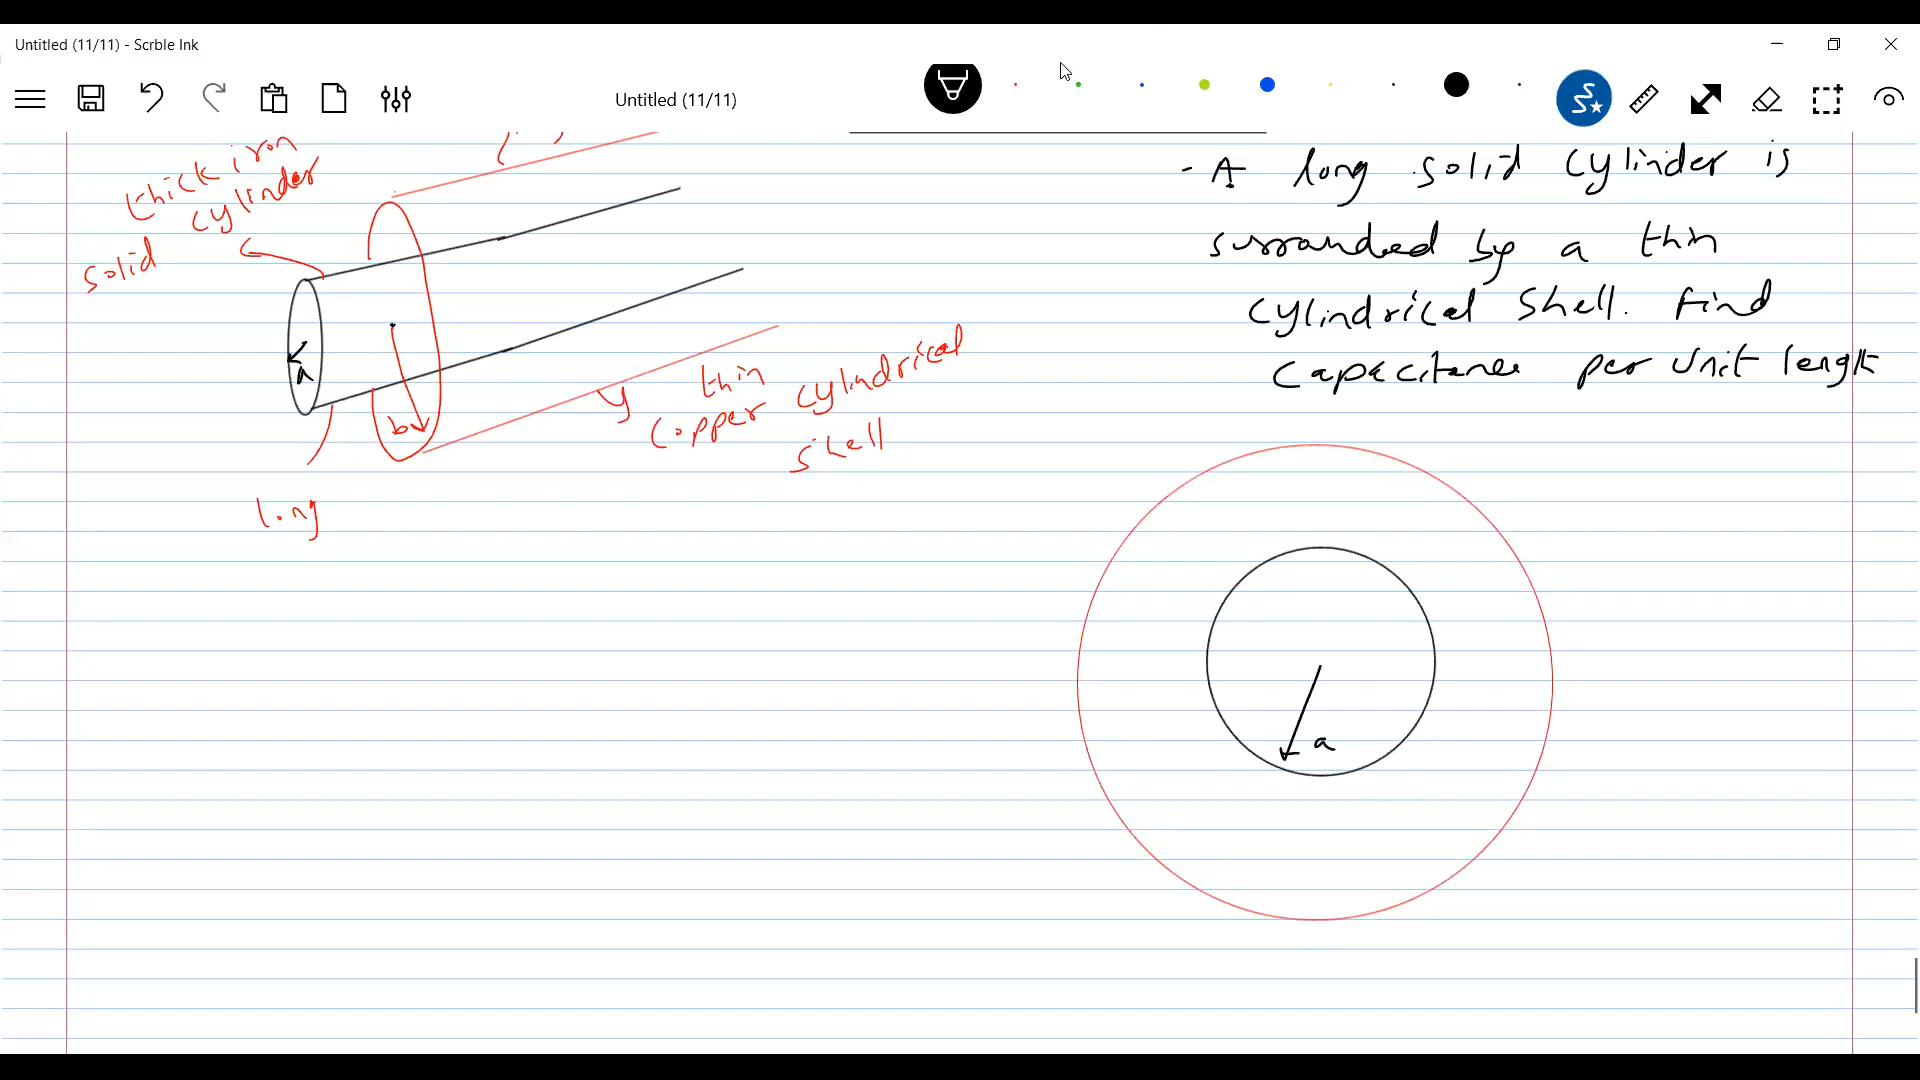 Untitled (11/11) - Scrble Ink
Untitled (11/11)
thick iron
solid cylinder
a
b
long
thin
copper cylindrical
shell
- A long solid cylinder is
surrounded by a thin
cylindrical shell. Find
capacitance per unit length
a